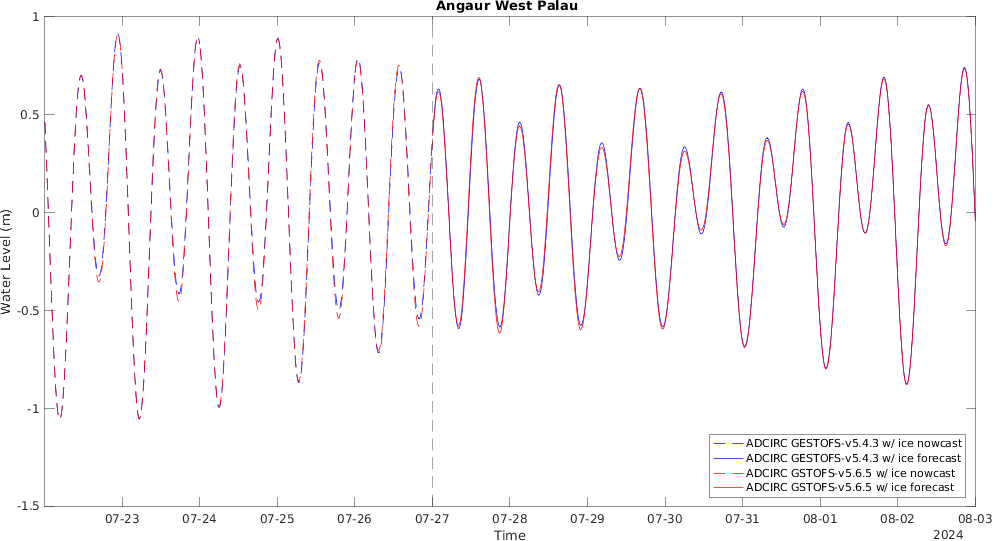 Angaur West Palau
1
0.5
0
-0.5
-1
-1.5
Water Level (m)
ADCIRC GESTOFS-v5.4.3 w/ ice nowcast
ADCIRC GESTOFS-v5.4.3 w/ ice forecast
ADCIRC GSTOFS-v5.6.5 w/ ice nowcast
ADCIRC GSTOFS-v5.6.5 w/ ice forecast
07-23 07-24 07-25 07-26 07-27 07-28 07-29 07-30 07-31 08-01 08-02 08-03
Time
2024